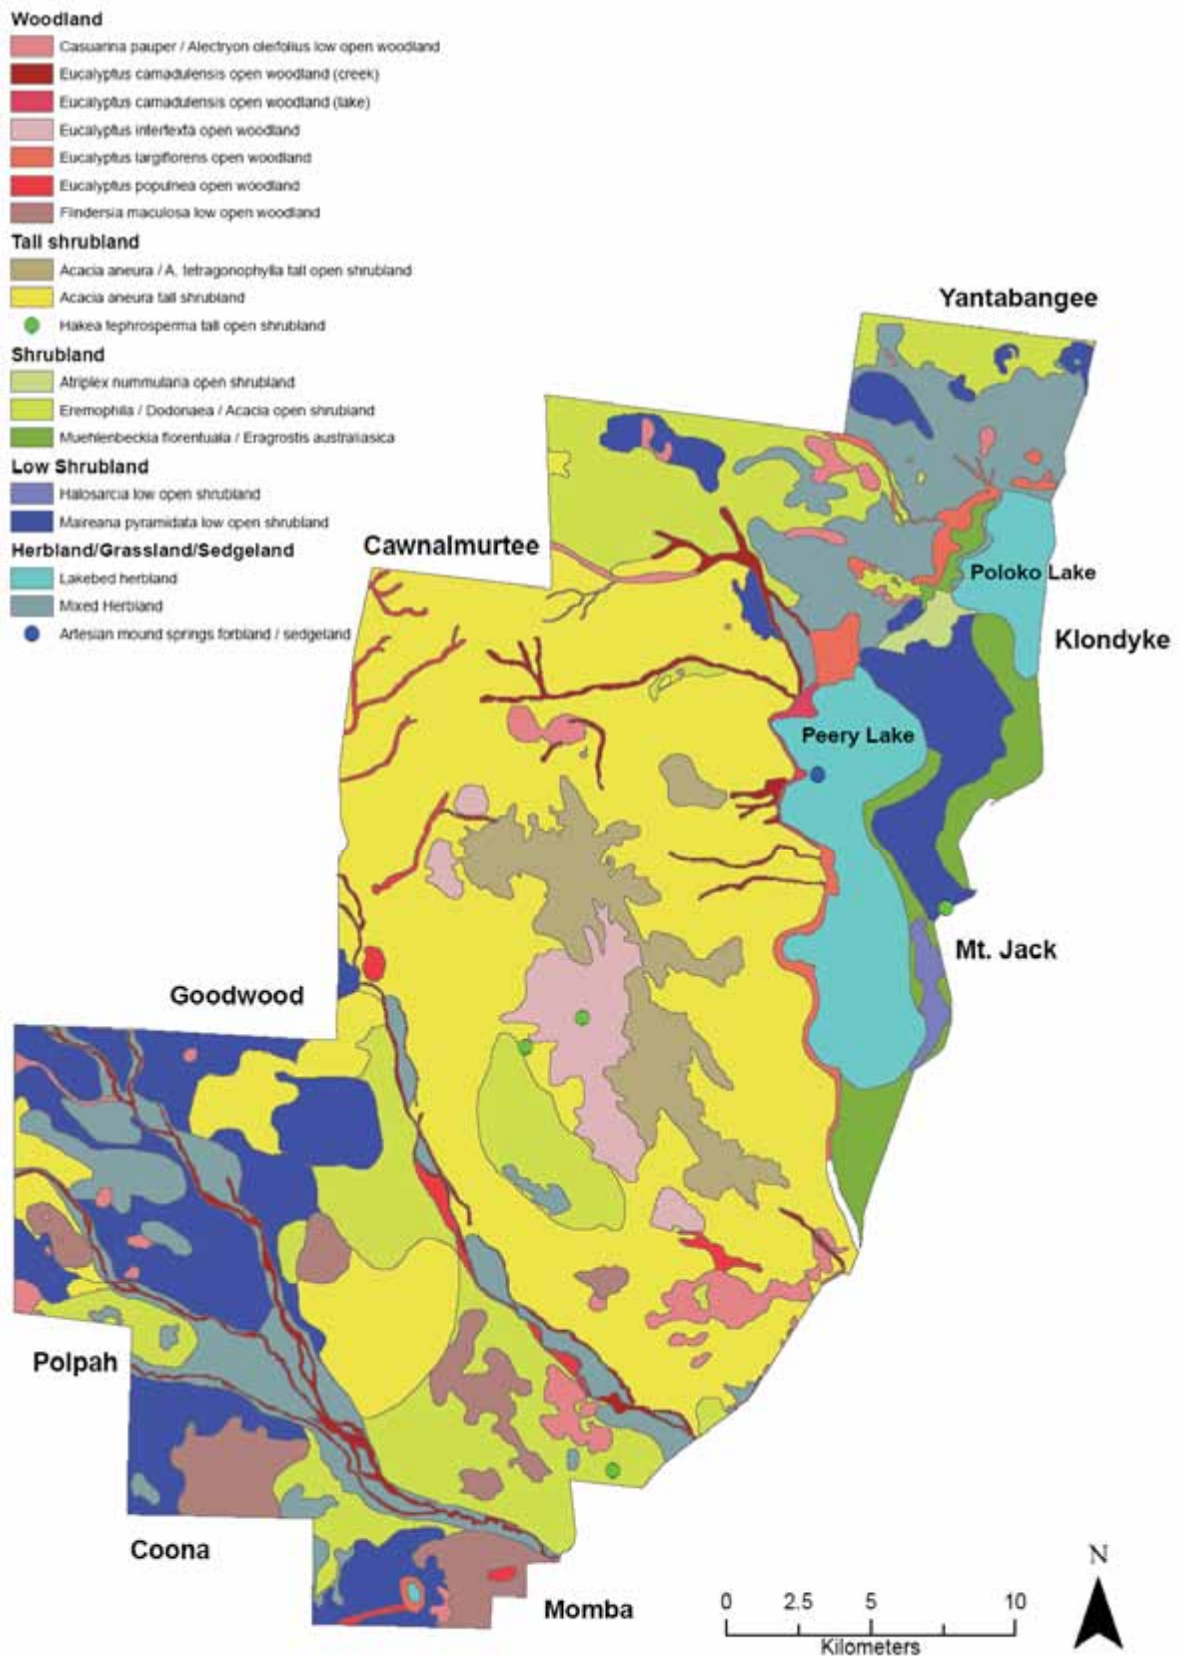 Woodland
Casuarina pauper / Alectryon oleifolius low open woodland
Eucalyptus camadulensis open woodland (creek)
Eucalyptus camadulensis open woodland (lake)
Eucalyptus intertexta open woodland
Eucalyptus largiflorens open woodland
Eucalyptus populnea open woodland
Flindersia maculosa low open woodland
Tall shrubland
Acacia aneura / A. tetragonophylla tall open shrubland
Acacia aneura tall shrubland
Hakea tephrosperma tall open shrubland
Shrubland
Atriplex nummularia open shrubland
Eremophila / Dodonaea / Acacia open shrubland
Muehlenbeckia florentuala / Eragrostis australiasica
Low Shrubland
Halosarcia low open shrubland
Maireana pyramidata low open shrubland
Herbland/Grassland/Sedgeland
Lakebed herbland
Mixed Herbland
Artesian mound springs forbland / sedgeland
Yantabangee
Cawnalmurtee
Poloko Lake
Klondyke
Peery Lake
Mt. Jack
Goodwood
Polpah
Coona
Momba
N
0 2.5 5 10
Kilometers